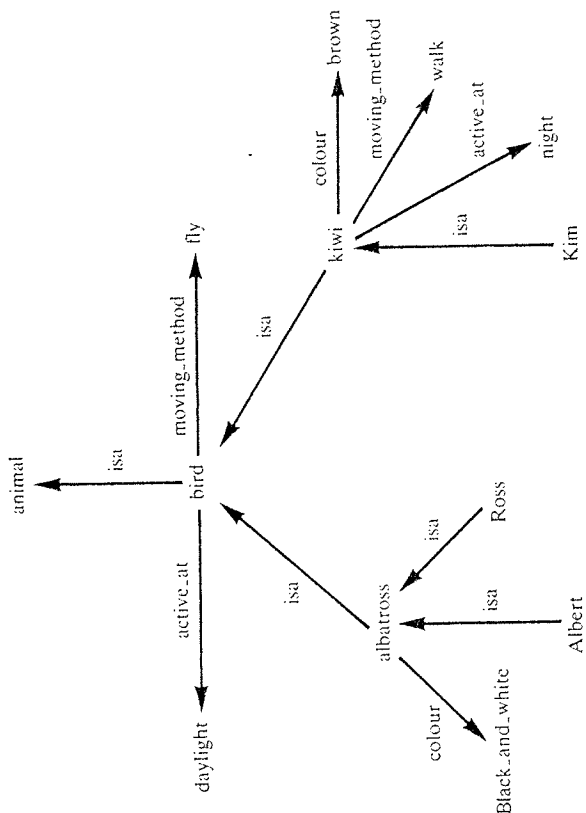 animal
isa
active_at
moving_method
daylight
bird
fly
isa
isa
colour
brown
albatross
kiwi
moving_method
walk
colour
isa
isa
active_at
isa
night
Black_and_white
Albert
Ross
Kim